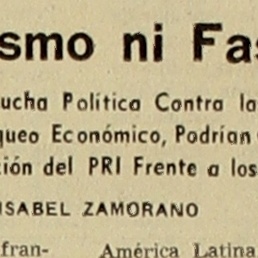 smo ni Fas
ucha Política Contra la
queo Económico, Podrían
ión del PRI Frente a los
ISABEL ZAMORANO
fran-
América Latina